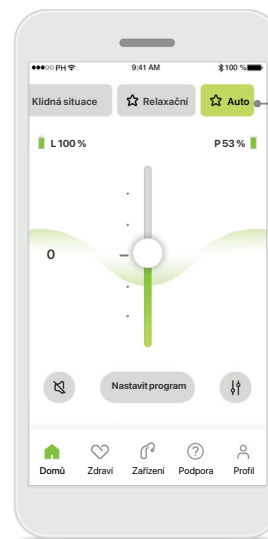 PH 9:41 AM 100 %
Klidná situace Relaxační Auto
L 100 % P 53 %
0
Nastavit program
Domů Zdraví Zařízení Podpora Profil